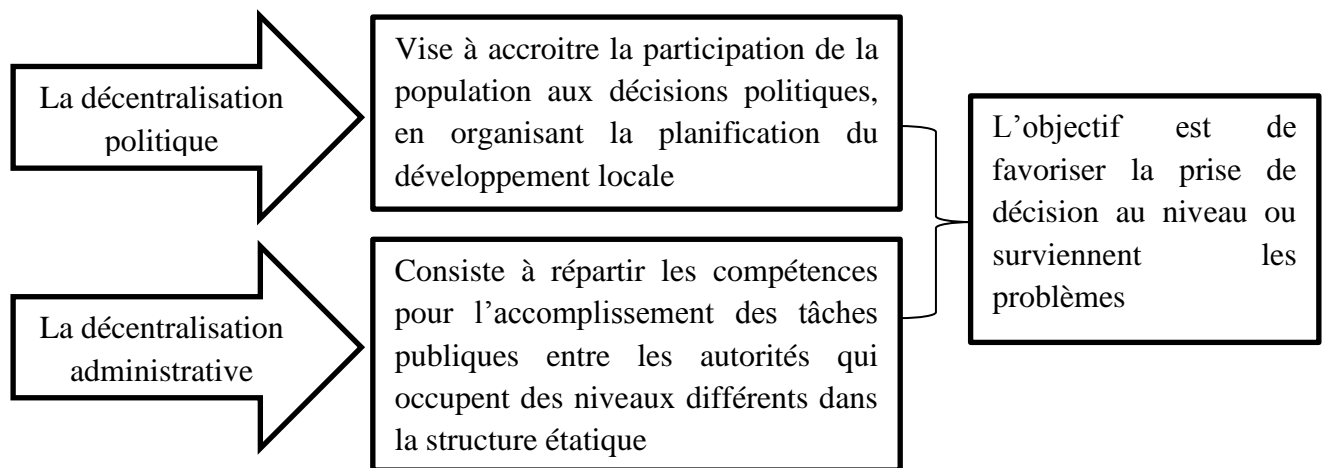 La décentralisation
politique
Vise à accroitre la participation de la
population aux décisions politiques,
en organisant la planification du
développement locale
La décentralisation
administrative
Consiste à répartir les compétences
pour l’accomplissement des tâches
publiques entre les autorités qui
occupent des niveaux différents dans
la structure étatique
L’objectif est de
favoriser la prise de
décision au niveau ou
surviennent les
problèmes